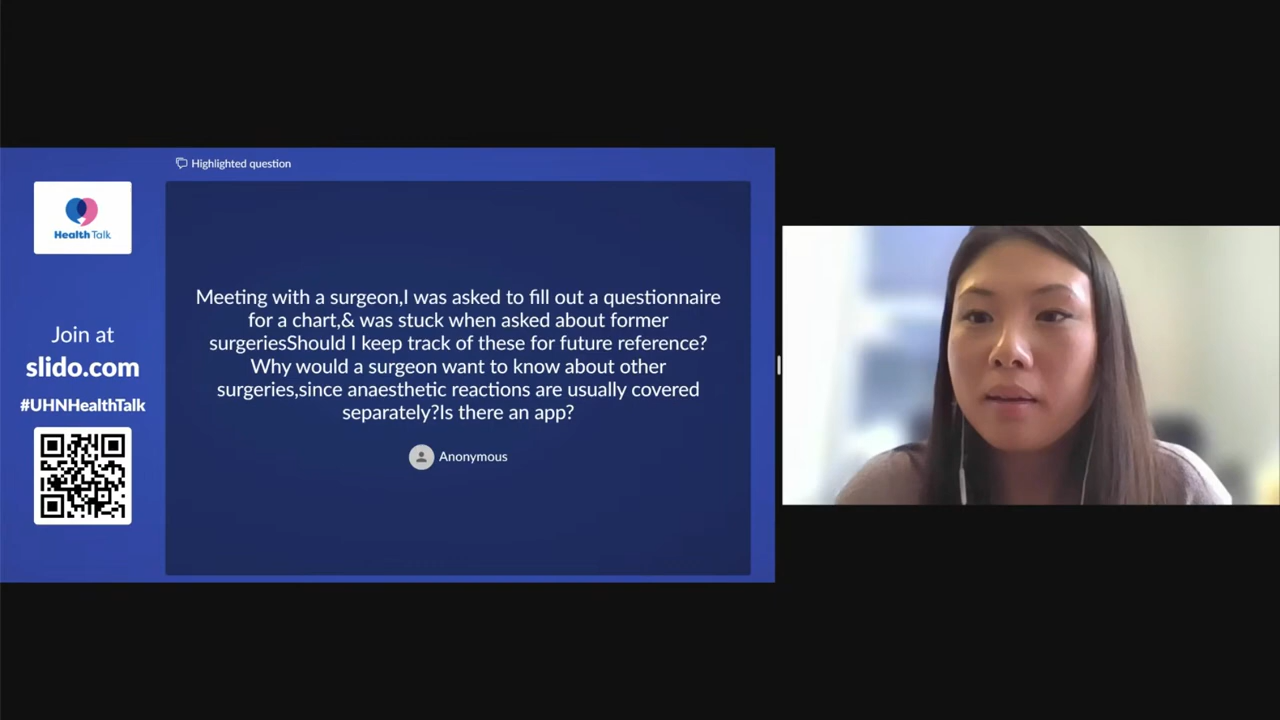 Highlighted question
Health Talk
Join at
slido.com
#UHNHealthTalk
Meeting with a surgeon,I was asked to fill out a questionnaire
for a chart,& was stuck when asked about former
surgeriesShould I keep track of these for future reference?
Why would a surgeon want to know about other
surgeries,since anaesthetic reactions are usually covered
separately?Is there an app?
Anonymous